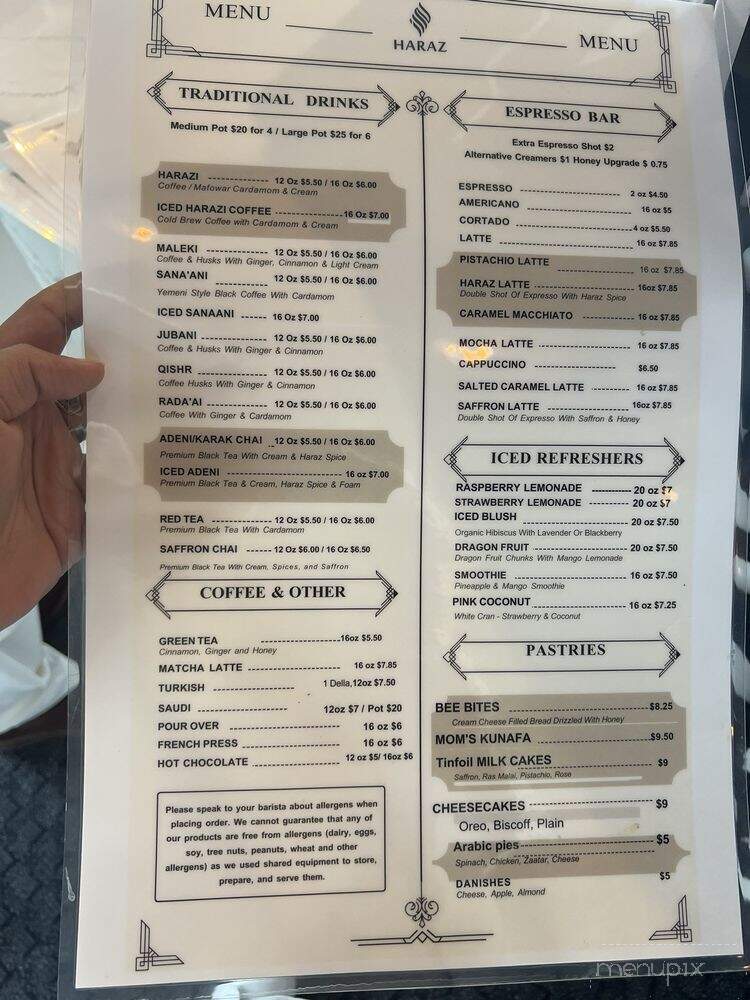 MENU
HARAZ
MENU
TRADITIONAL DRINKS
Medium Pot $20 for 4 / Large Pot $25 for 6
HARAZI 12 Oz $5.50 / 16 Oz $6.00
Coffee / Mafowar Cardamom & Cream
ICED HARAZI COFFEE 16 Oz $7.00
Cold Brew Coffee with Cardamom & Cream
MALEKI 12 Oz $5.50 / 16 Oz $6.00
Coffee & Husks With Ginger, Cinnamon & Light Cream
SANA'ANI 12 Oz $5.50 / 16 Oz $6.00
Yemeni Style Black Coffee With Cardamom
ICED SANAANI 16 Oz $7.00
JUBANI 12 Oz $5.50 / 16 Oz $6.00
Coffee & Husks With Ginger & Cinnamon
QISHR 12 Oz $5.50 / 16 Oz $6.00
Coffee Husks With Ginger & Cinnamon
RADA'AI 12 Oz $5.50 / 16 Oz $6.00
Coffee With Ginger & Cardamom
ADENI/KARAK CHAI 12 Oz $5.50 / 16 Oz $6.00
Premium Black Tea With Cream & Haraz Spice
ICED ADENI 16 oz $7.00
Premium Black Tea & Cream, Haraz Spice & Foam
RED TEA 12 Oz $5.50 / 16 Oz $6.00
Premium Black Tea With Cardamom
SAFFRON CHAI 12 Oz $6.00 / 16 Oz $6.50
Premium Black Tea With Cream, Spices, and Saffron
COFFEE & OTHER
GREEN TEA 16oz $5.50
Cinnamon, Ginger and Honey
MATCHA LATTE 16 oz $7.85
TURKISH 1 Della,12oz $7.50
SAUDI 12oz $7 / Pot $20
POUR OVER 16 oz $6
FRENCH PRESS 16 oz $6
HOT CHOCOLATE 12 oz $5/ 16oz $6
Please speak to your barista about allergens when
placing order. We cannot guarantee that any of
our products are free from allergens (dairy, eggs,
soy, tree nuts, peanuts, wheat and other
allergens) as we used shared equipment to store,
prepare, and serve them.
ESPRESSO BAR
Extra Espresso Shot $2
Alternative Creamers $1 Honey Upgrade $ 0.75
ESPRESSO 2 oz $4.50
AMERICANO 16 oz $5
CORTADO 4 oz $5.50
LATTE 16 oz $7.85
PISTACHIO LATTE 16 oz $7.85
HARAZ LATTE 16oz $7.85
Double Shot Of Expresso With Haraz Spice
CARAMEL MACCHIATO 16 oz $7.85
MOCHA LATTE 16 oz $7.85
CAPPUCCINO $6.50
SALTED CARAMEL LATTE 16 oz $7.85
SAFFRON LATTE 16oz $7.85
Double Shot Of Expresso With Saffron & Honey
ICED REFRESHERS
RASPBERRY LEMONADE 20 oz $7
STRAWBERRY LEMONADE 20 oz $7
ICED BLUSH 20 oz $7.50
Organic Hibiscus With Lavender Or Blackberry
DRAGON FRUIT 20 oz $7.50
Dragon Fruit Chunks With Mango Lemonade
SMOOTHIE 16 oz $7.50
Pineapple & Mango Smoothie
PINK COCONUT 16 oz $7.25
White Cran - Strawberry & Coconut
PASTRIES
BEE BITES $8.25
Cream Cheese Filled Bread Drizzled With Honey
MOM'S KUNAFA $9.50
Tinfoil MILK CAKES $9
Saffron, Ras Malai, Pistachio, Rose
CHEESECAKES $9
Oreo, Biscoff, Plain
Arabic pies $5
Spinach, Chicken, Zaatar, Cheese
DANISHES $5
Cheese, Apple, Almond
menupix